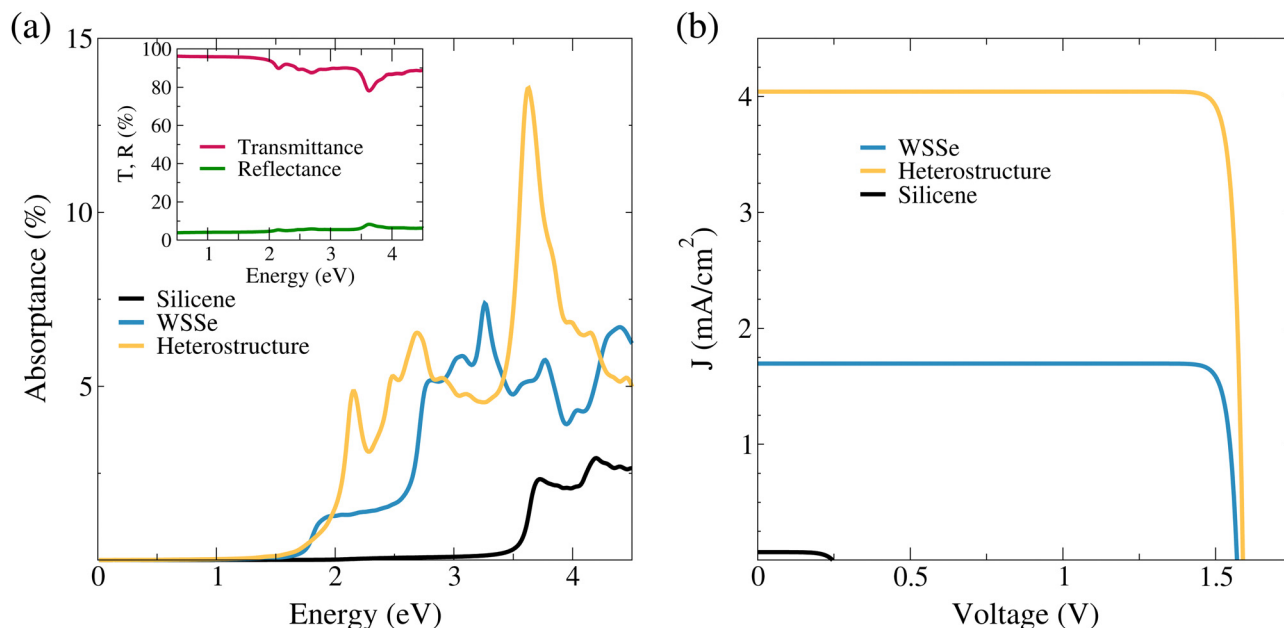 (a)
15
10
5
Absorptance (%)
0
1
2
3
4
Energy (eV)
100
80
60
40
20
0
T, R (%)
1
2
3
4
Energy (eV)
Transmittance
Reflectance
Silicene
WSSe
Heterostructure
(b)
4
3
2
1
J (mA/cm²)
0
0.5
1
1.5
Voltage (V)
WSSe
Heterostructure
Silicene